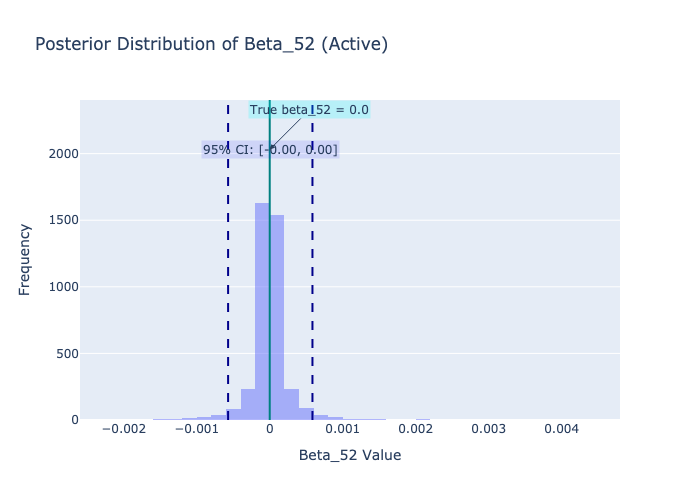 Posterior Distribution of Beta_52 (Active)
True beta_52 = 0.0
95% CI: [-0.00, 0.00]
Frequency
2000
1500
1000
500
0
−0.002
−0.001
0
0.001
0.002
0.003
0.004
Beta_52 Value